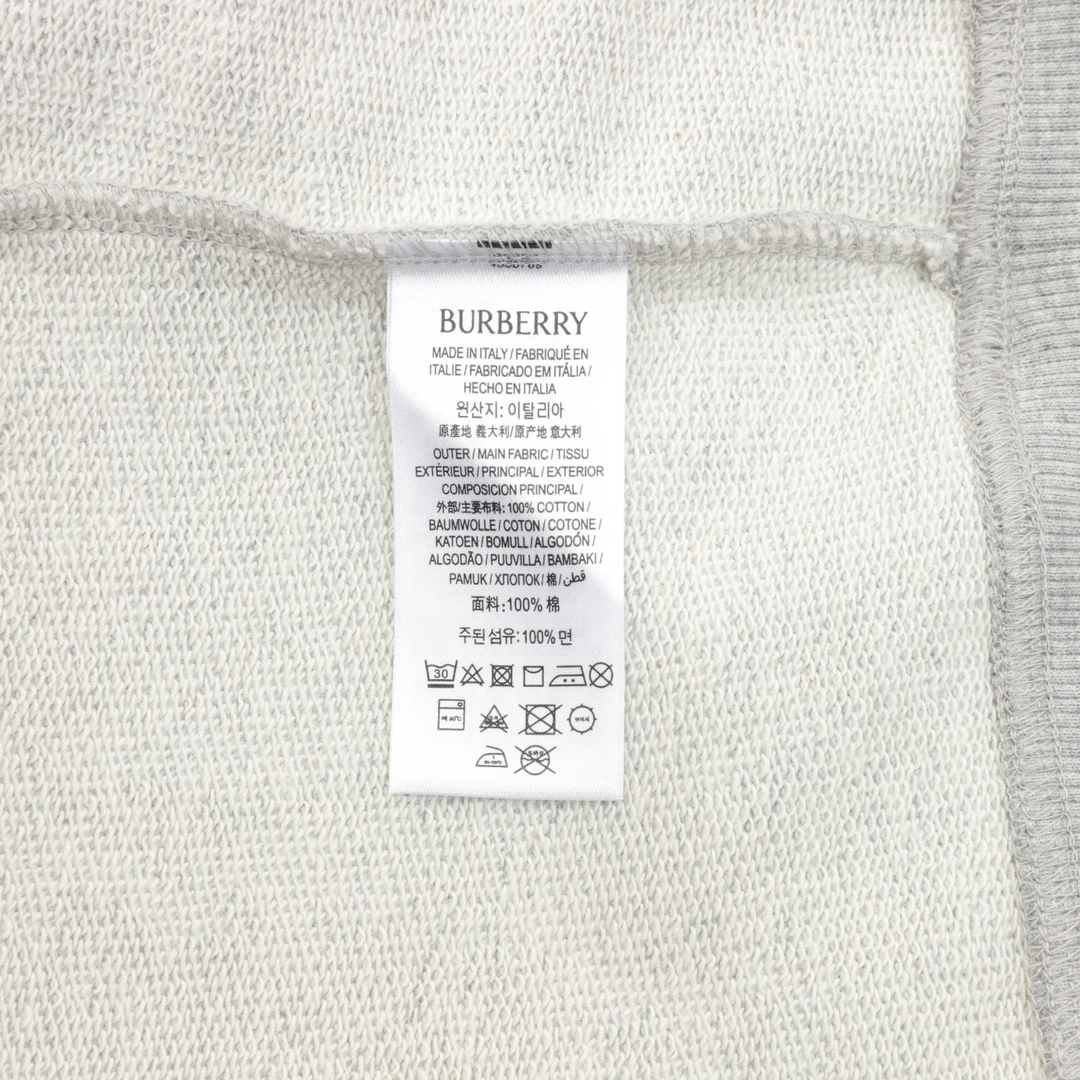 BURBERRY
MADE IN ITALY / FABRIQUÉ EN
ITALIE / FABRICADO EM ITÁLIA /
HECHO EN ITALIA
원산지: 이탈리아
原產地 義大利/原产地 意大利
OUTER / MAIN FABRIC / TISSU
EXTÉRIEUR / PRINCIPAL / EXTERIOR
COMPOSICION PRINCIPAL /
外部/主要布料: 100% COTTON /
BAUMWOLLE / COTON / COTONE /
KATOEN / BOMULL / ALGODÓN /
ALGODÃO / PUUVILLA / BAMBAKI /
PAMUK / ХЛОПОК / 棉 / قطن
面料: 100% 棉
주된 섬유: 100% 면
30